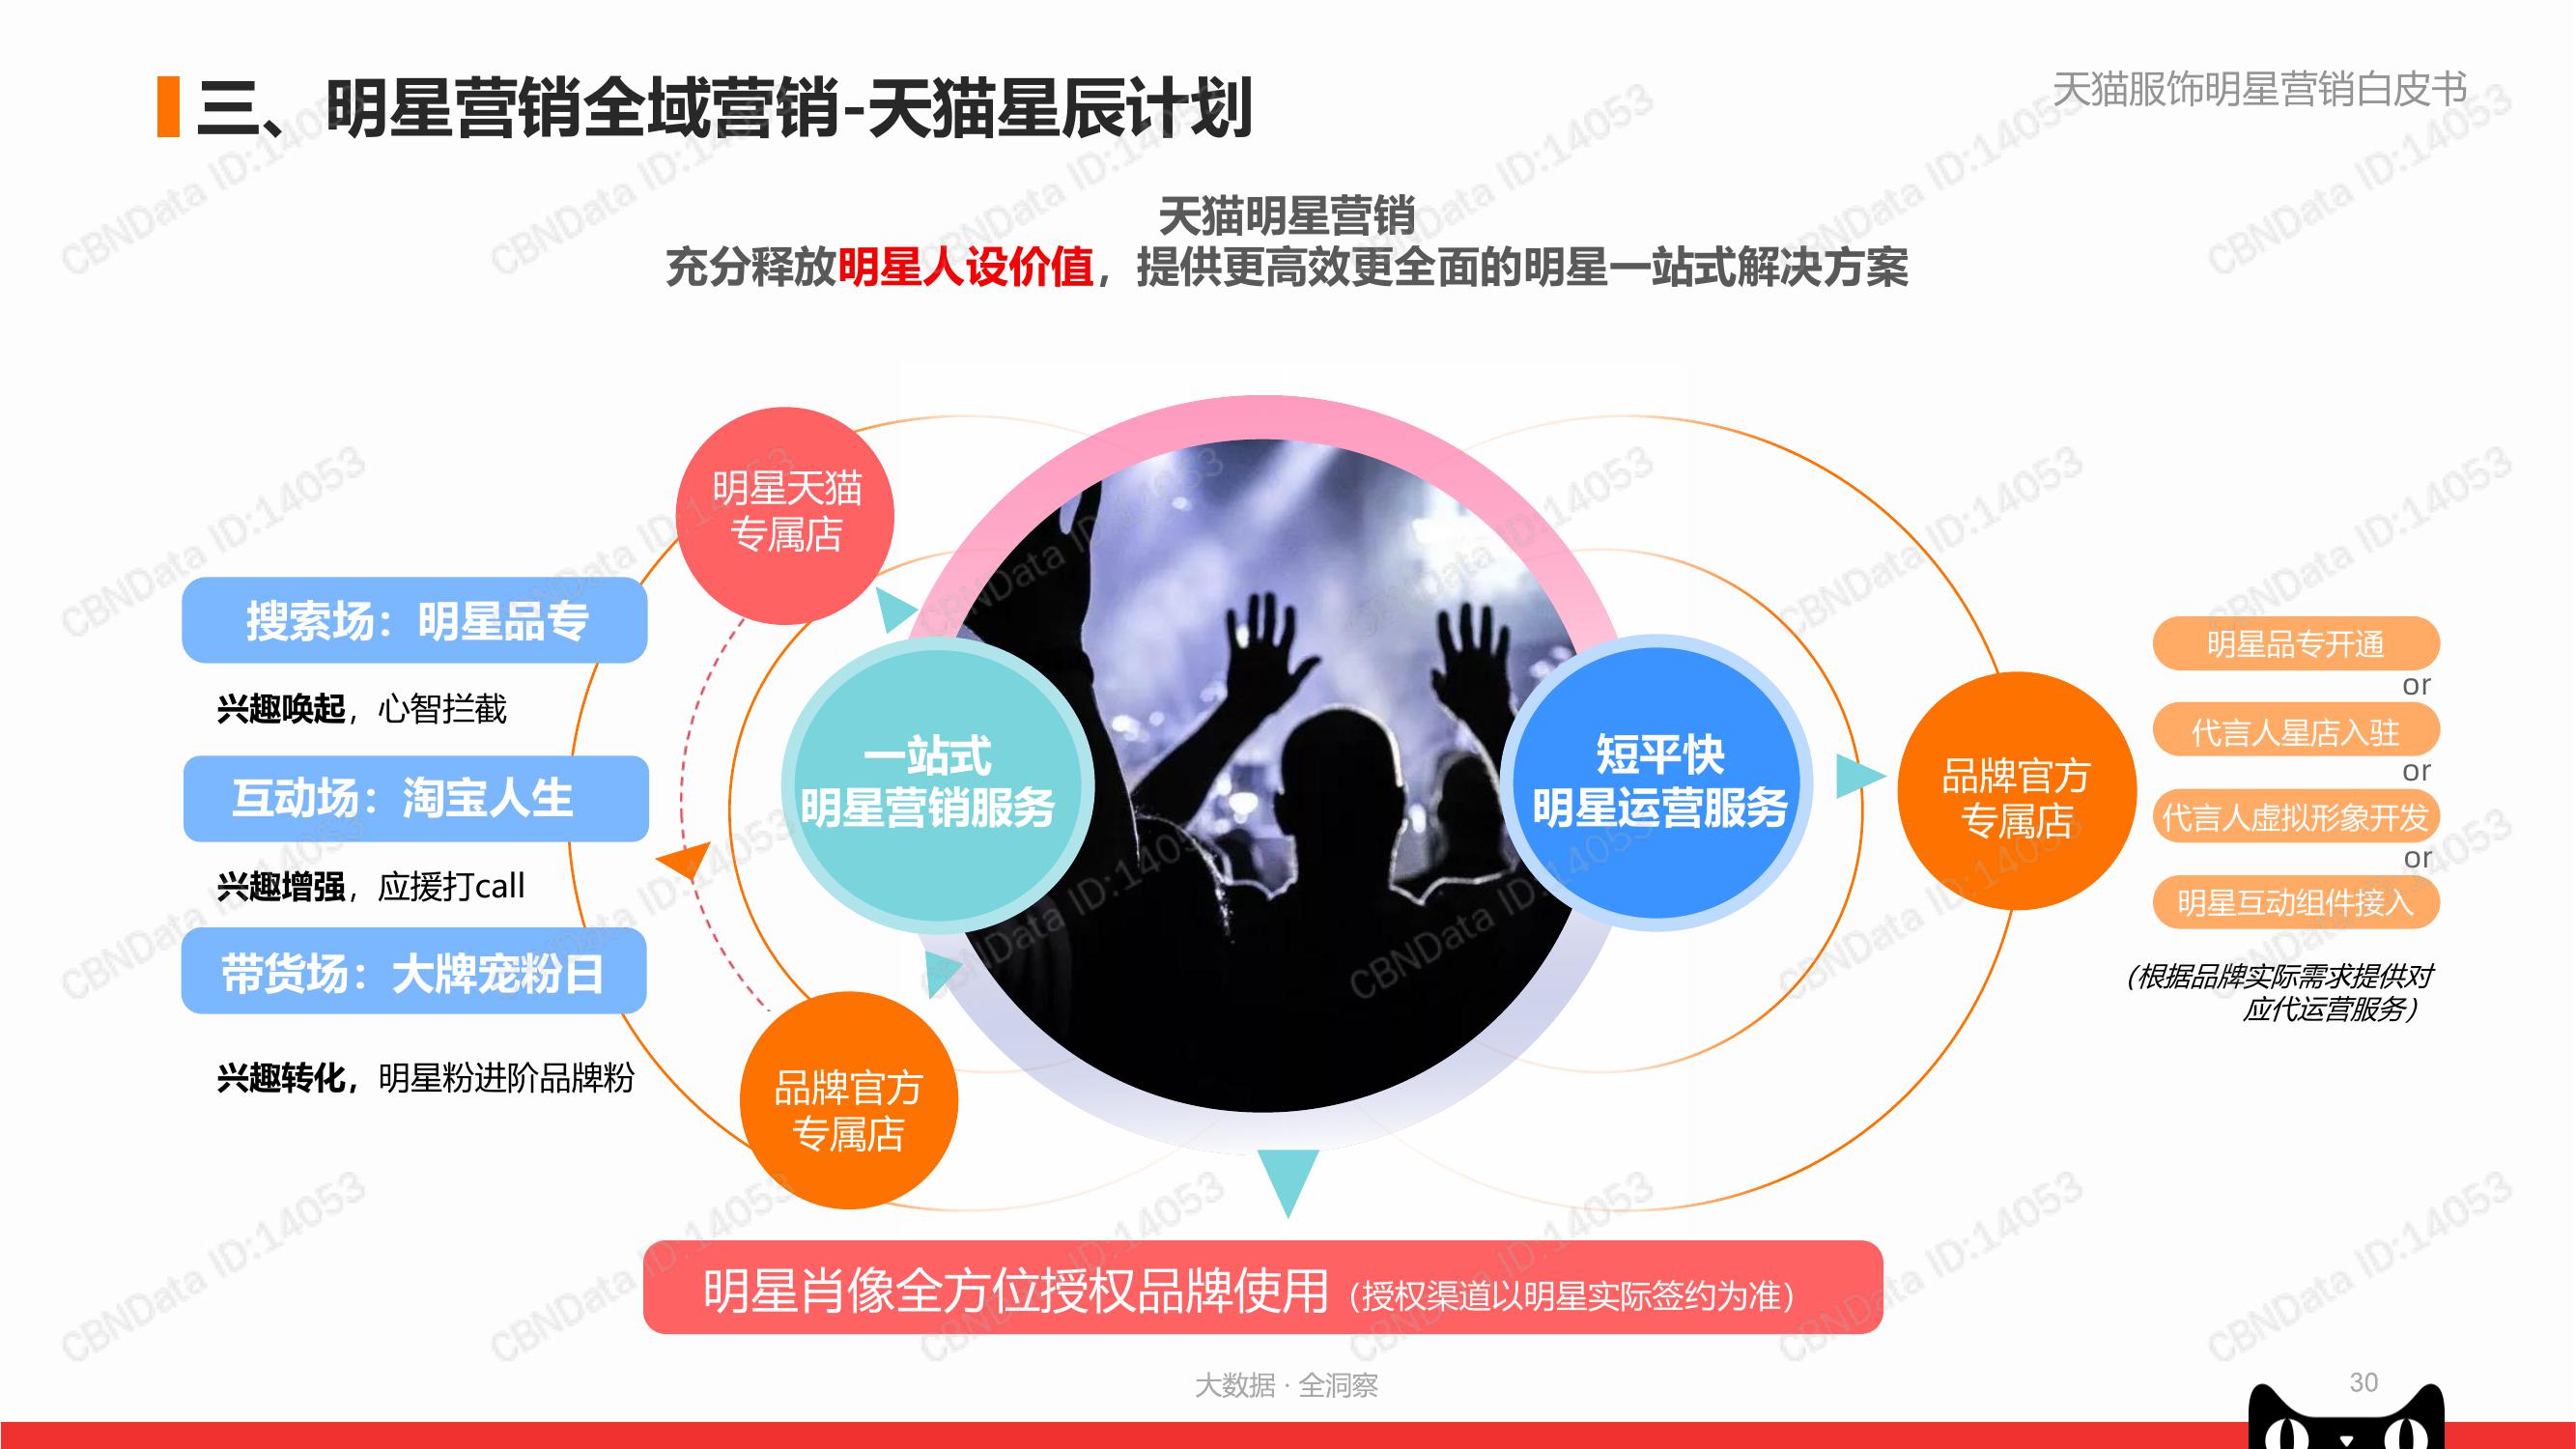 三、明星营销全域营销-天猫星辰计划
天猫服饰明星营销白皮书
天猫明星营销
充分释放明星人设价值，提供更高效更全面的明星一站式解决方案
明星天猫
专属店
搜索场：明星品专
兴趣唤起，心智拦截
互动场：淘宝人生
兴趣增强，应援打call
带货场：大牌宠粉日
兴趣转化，明星粉进阶品牌粉
一站式
明星营销服务
品牌官方
专属店
短平快
明星运营服务
品牌官方
专属店
明星品专开通
or
代言人星店入驻
or
代言人虚拟形象开发
or
明星互动组件接入
（根据品牌实际需求提供对
应代运营服务）
明星肖像全方位授权品牌使用（授权渠道以明星实际签约为准）
大数据 · 全洞察
30
CBNData ID:14053